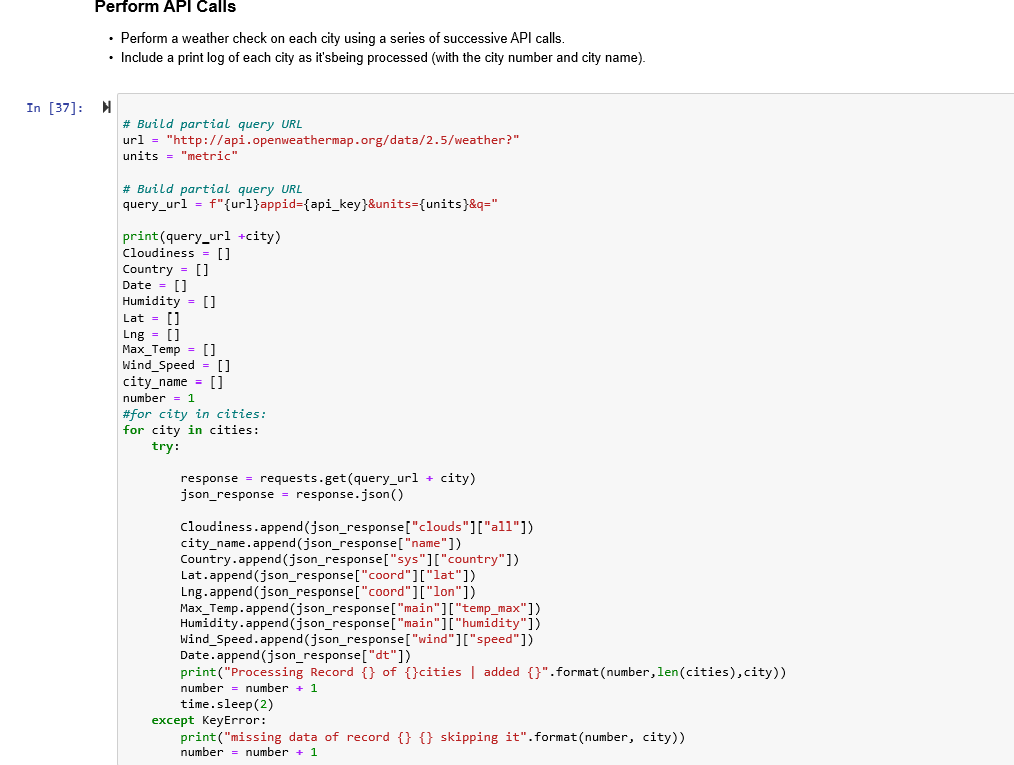 Perform API Calls
• Perform a weather check on each city using a series of successive API calls.
• Include a print log of each city as it'sbeing processed (with the city number and city name).
In [37]:
# Build partial query URL
url = "http://api.openweathermap.org/data/2.5/weather?"
units = "metric"
# Build partial query URL
query_url = f"{url}appid={api_key}&units={units}&q="
print(query_url +city)
Cloudiness = []
Country = []
Date = []
Humidity = []
Lat = []
Lng = []
Max_Temp = []
Wind_Speed = []
city_name = []
number = 1
#for city in cities:
for city in cities:
    try:
        response = requests.get(query_url + city)
        json_response = response.json()
        Cloudiness.append(json_response["clouds"]["all"])
        city_name.append(json_response["name"])
        Country.append(json_response["sys"]["country"])
        Lat.append(json_response["coord"]["lat"])
        Lng.append(json_response["coord"]["lon"])
        Max_Temp.append(json_response["main"]["temp_max"])
        Humidity.append(json_response["main"]["humidity"])
        Wind_Speed.append(json_response["wind"]["speed"])
        Date.append(json_response["dt"])
        print("Processing Record {} of {}cities | added {}".format(number,len(cities),city))
        number = number + 1
        time.sleep(2)
    except KeyError:
        print("missing data of record {} {} skipping it".format(number, city))
        number = number + 1